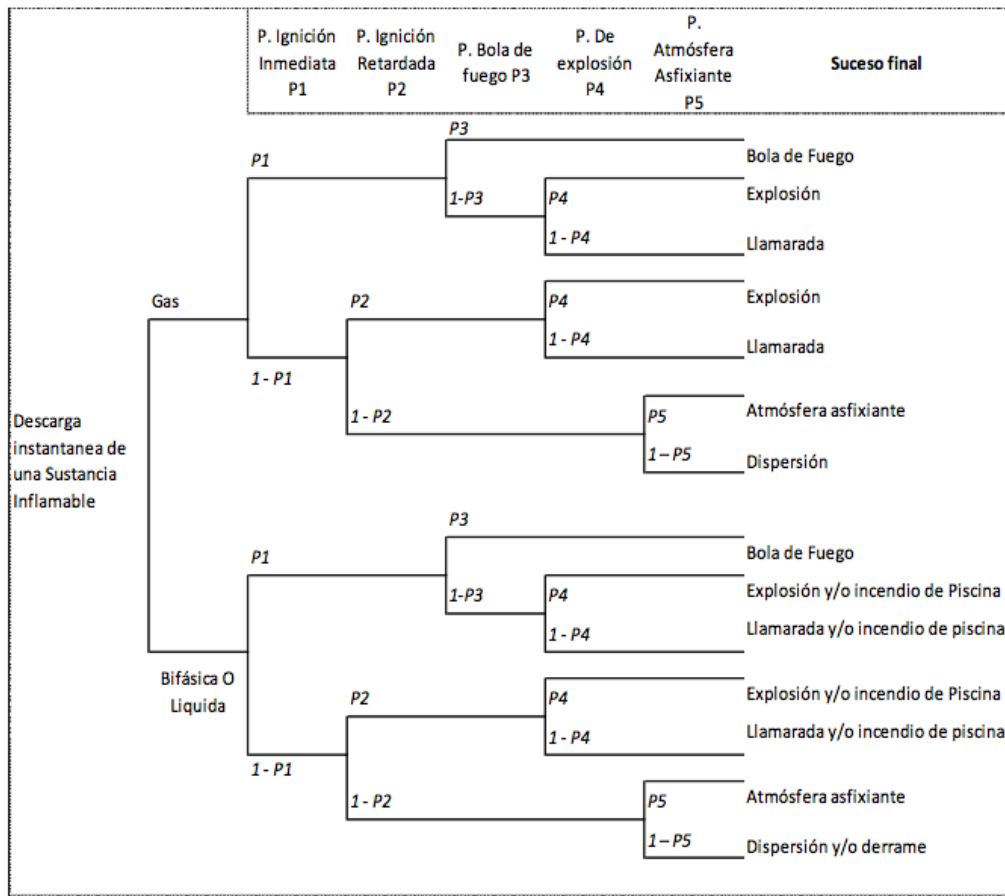 P. Ignición
Inmediata
P1
P. Ignición
Retardada
P2
P. Bola de
fuego P3
P. De
explosión
P4
P.
Atmósfera
Asfixiante
P5
Suceso final
P3
P1
Bola de Fuego
1-P3
P4
Explosión
1 - P4
Llamarada
Gas
P2
P4
Explosión
1 - P4
Llamarada
1 - P1
1 - P2
P5
Atmósfera asfixiante
1 – P5
Dispersión
Descarga
instantanea de
una Sustancia
Inflamable
P3
P1
Bola de Fuego
1-P3
P4
Explosión y/o incendio de Piscina
1 - P4
Llamarada y/o incendio de piscina
Bifásica O
Liquida
P2
P4
Explosión y/o incendio de Piscina
1 - P4
Llamarada y/o incendio de piscina
1 - P1
1 - P2
P5
Atmósfera asfixiante
1 – P5
Dispersión y/o derrame